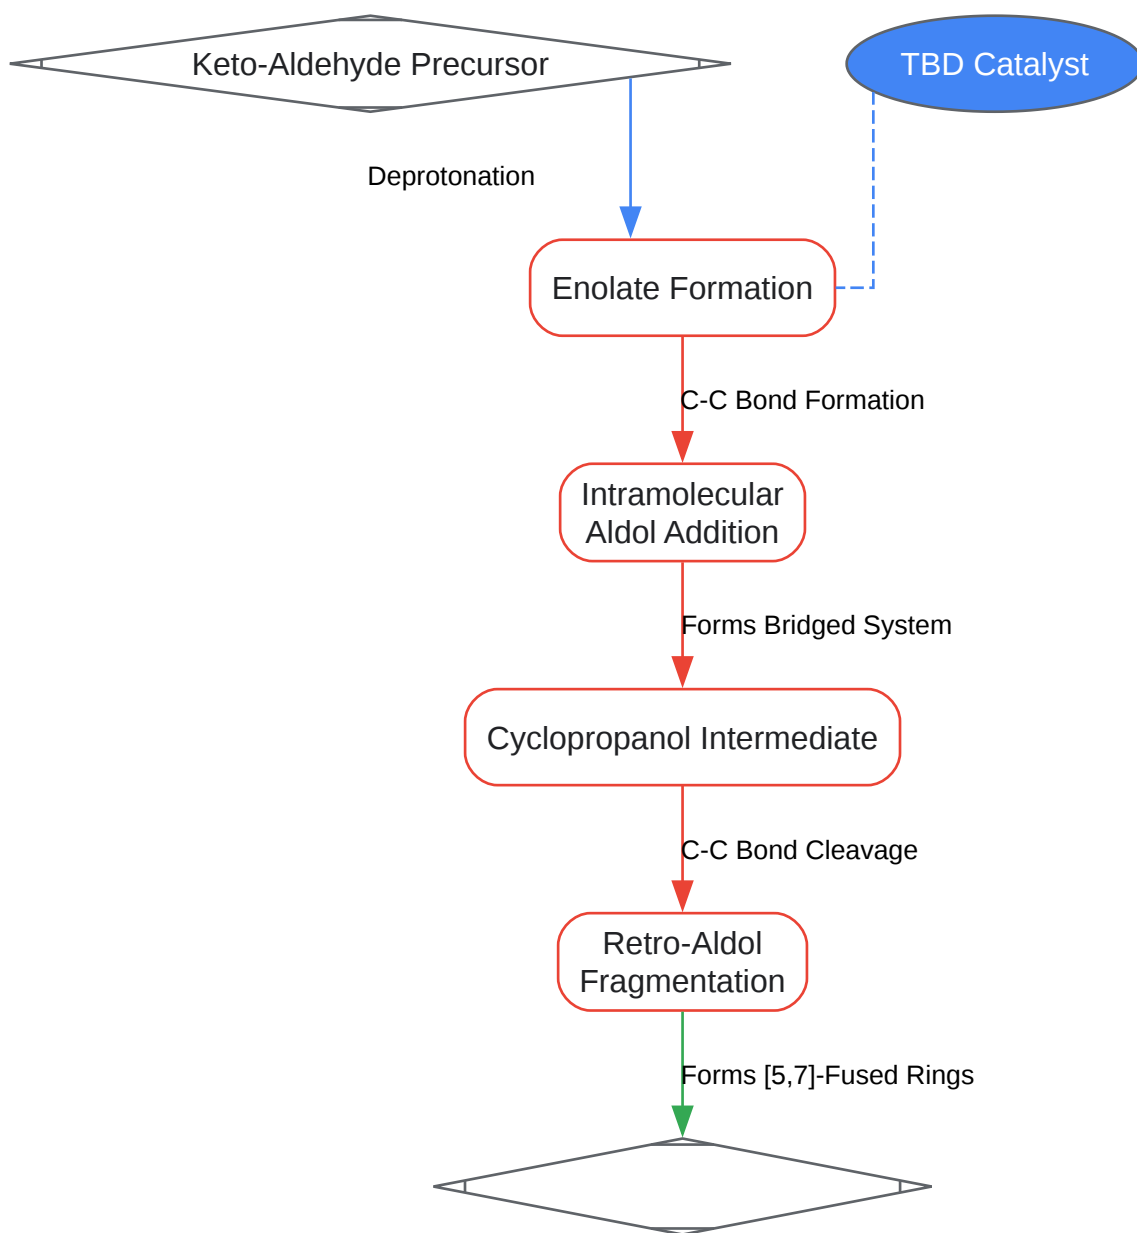 Keto-Aldehyde Precursor
TBD Catalyst
Deprotonation
Enolate Formation
C-C Bond Formation
Intramolecular
Aldol Addition
Forms Bridged System
Cyclopropanol Intermediate
C-C Bond Cleavage
Retro-Aldol
Fragmentation
Forms [5,7]-Fused Rings